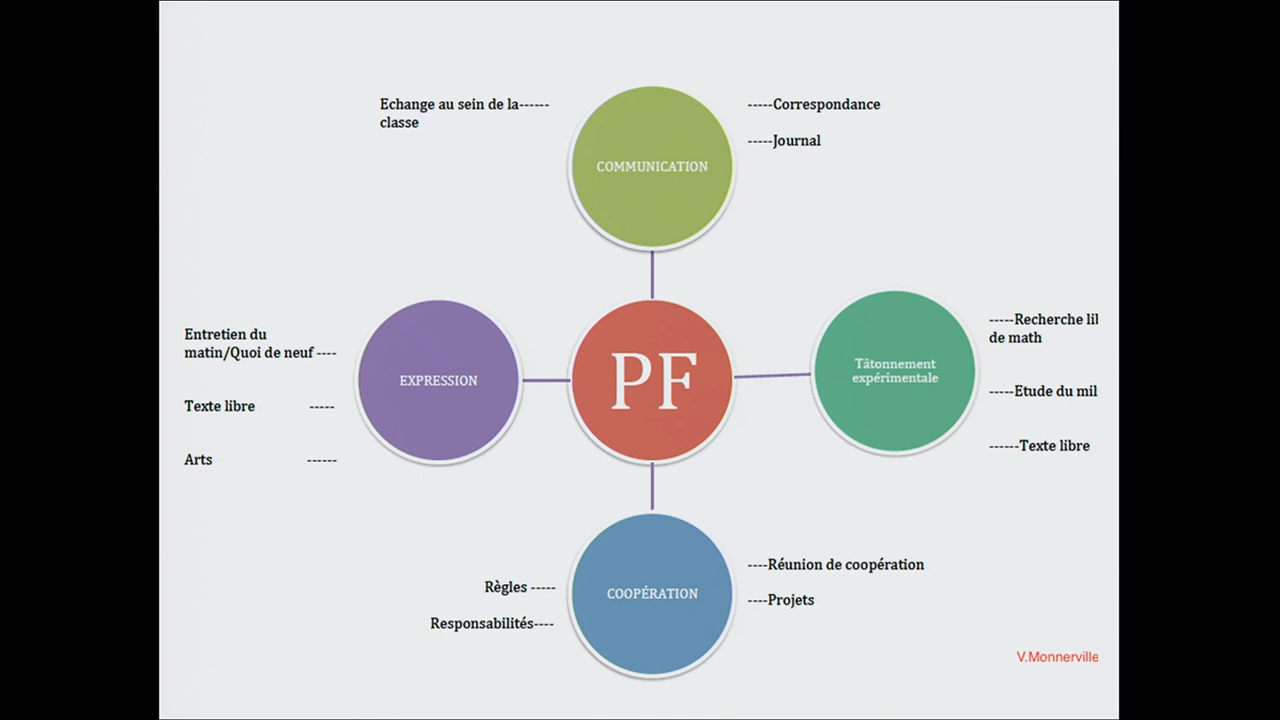 Echange au sein de la------
classe
-----Correspondance
-----Journal
COMMUNICATION
Entretien du
matin/Quoi de neuf ----
Texte libre -----
Arts ------
EXPRESSION
PF
Tâtonnement
expérimentale
-----Recherche
de math
-----Etude du
------Texte libre
COOPÉRATION
Règles -----
Responsabilités----
----Réunion de coopération
----Projets
V.Monnerville